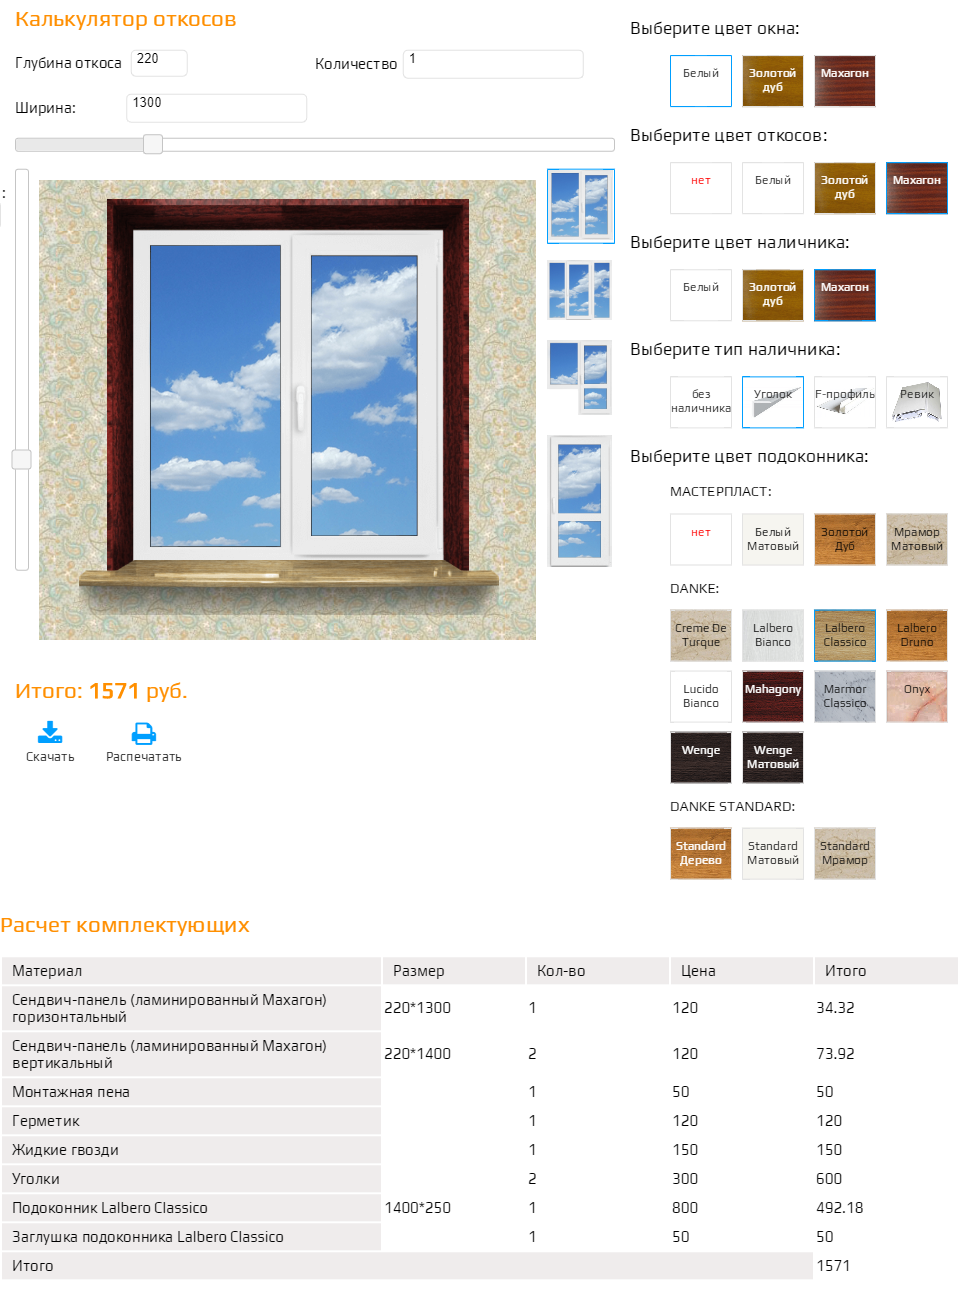 Калькулятор откосов
Глубина откоса 220
Количество 1
Ширина: 1300
:
Итого: 1571 руб.
Скачать
Распечатать
Выберите цвет окна:
Белый
Золотой
дуб
Махагон
Выберите цвет откосов:
нет
Белый
Золотой
дуб
Махагон
Выберите цвет наличника:
Белый
Золотой
дуб
Махагон
Выберите тип наличника:
без
наличника
Уголок
F-профиль
Ревик
Выберите цвет подоконника:
МАСТЕРПЛАСТ:
нет
Белый
Матовый
Золотой
Дуб
Мрамор
Матовый
DANKE:
Creme De
Turque
Lalbero
Bianco
Lalbero
Classico
Lalbero
Druno
Lucido
Bianco
Mahagony
Marmor
Classico
Onyx
Wenge
Wenge
Матовый
DANKE STANDARD:
Standard
Дерево
Standard
Матовый
Standard
Мрамор
Расчет комплектующих
Материал Размер Кол-во Цена Итого
Сендвич-панель (ламинированный Махагон)
горизонтальный 220*1300 1 120 34.32
Сендвич-панель (ламинированный Махагон)
вертикальный 220*1400 2 120 73.92
Монтажная пена 1 50 50
Герметик 1 120 120
Жидкие гвозди 1 150 150
Уголки 2 300 600
Подоконник Lalbero Classico 1400*250 1 800 492.18
Заглушка подоконника Lalbero Classico 1 50 50
Итого 1571